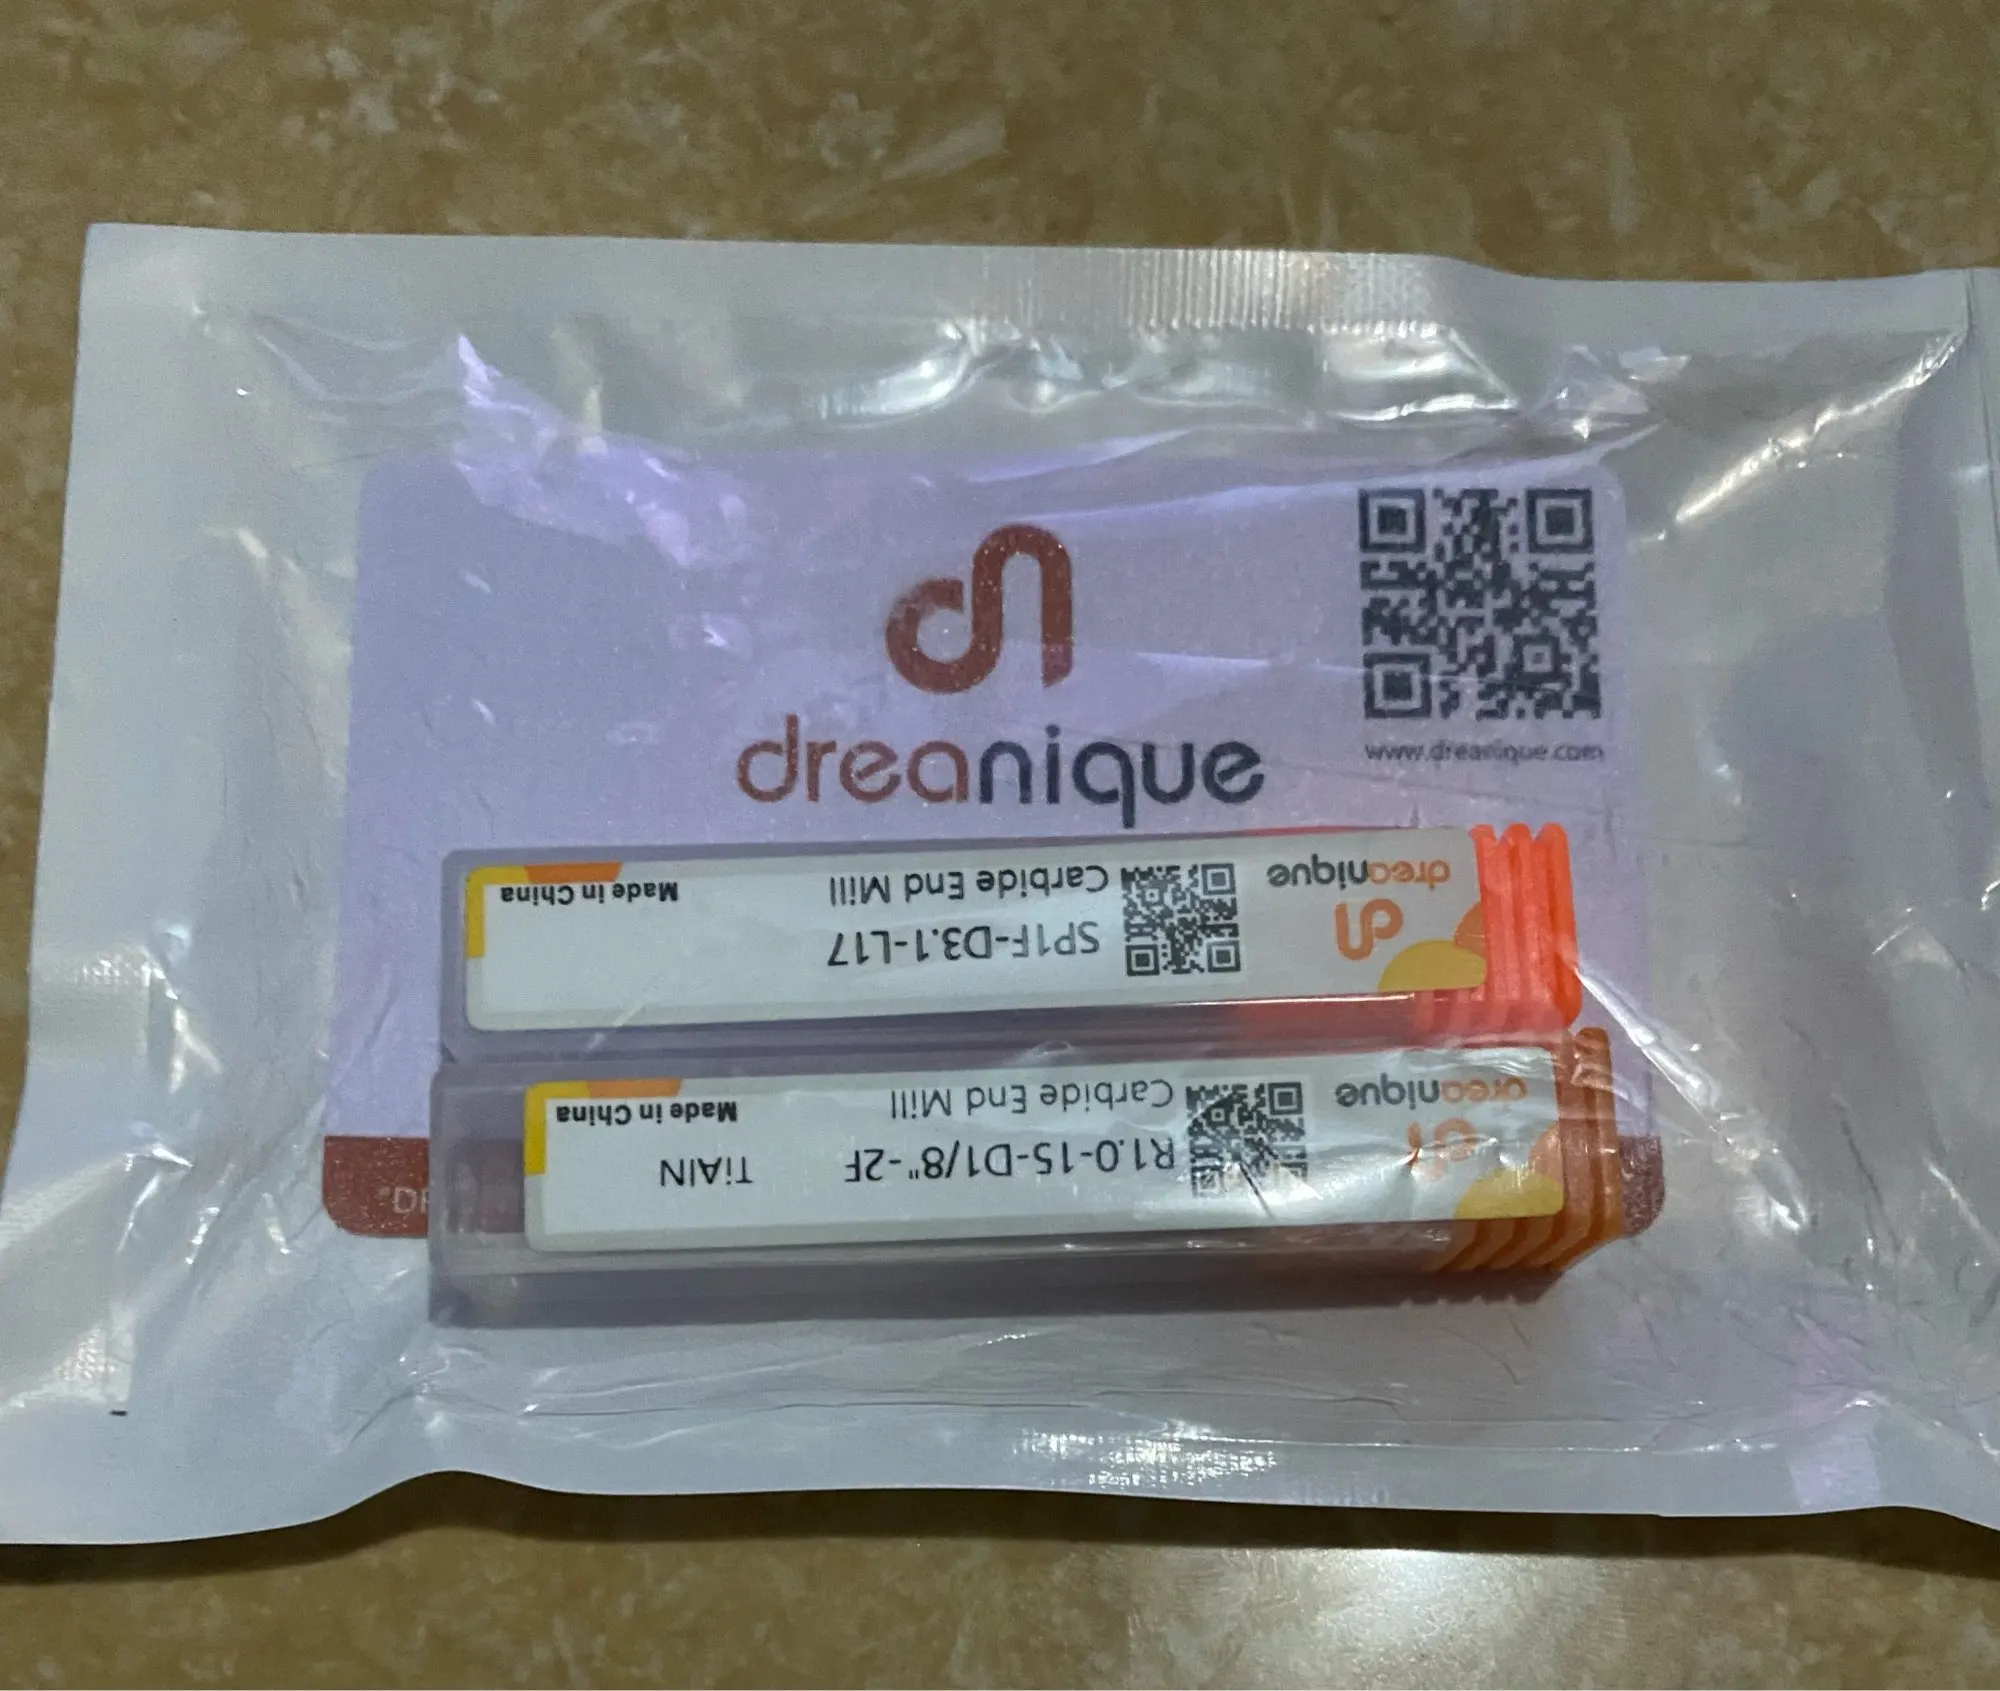 dreanique
www.dreanique.com
dreanique
Carbide End Mill
SP1F-D3.1-L17
Made in China
dreanique
Carbide End Mill
R1.0-15-D1/8"-2F
TiAlN
Made in China